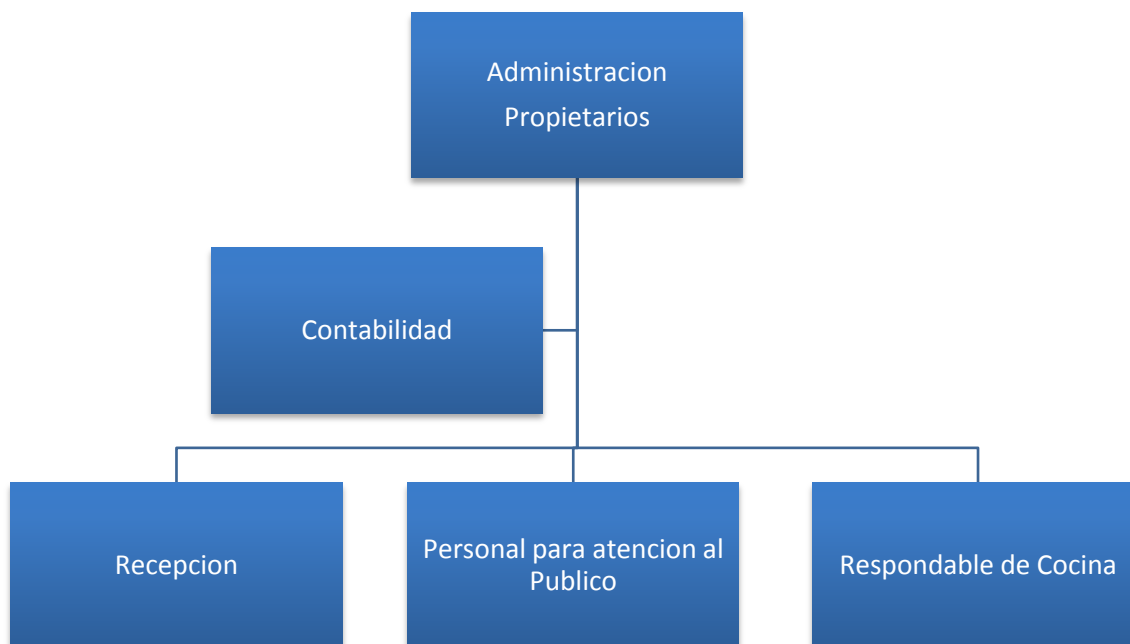 Administracion
Propietarios
Contabilidad
Recepcion
Personal para atencion al
Publico
Respondable de Cocina